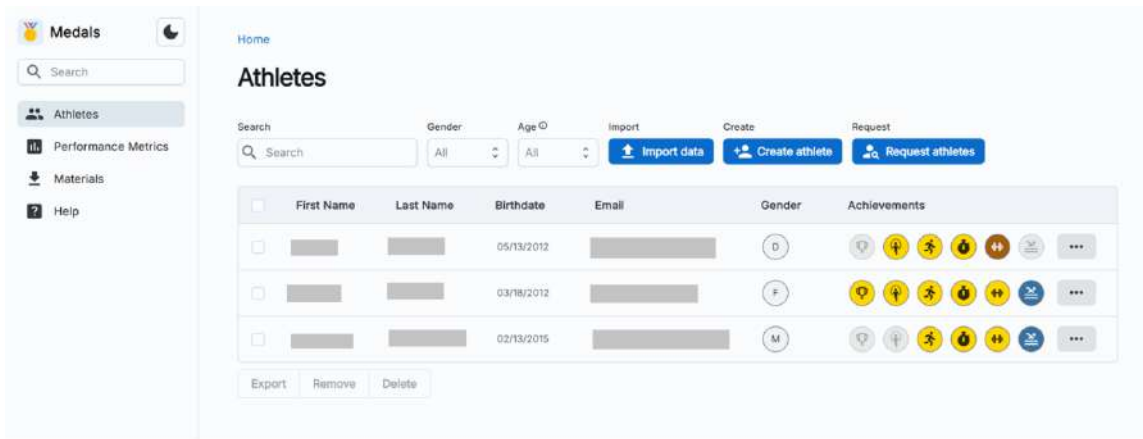 Medals
Search
Athletes
Performance Metrics
Materials
Help
Home
Athletes
Search Gender Age Import Create Request
Search All All Import data Create athlete Request athletes
First Name Last Name Birthdate Email Gender Achievements
05/13/2012 D
03/18/2012 F
02/13/2015 M
Export Remove Delete